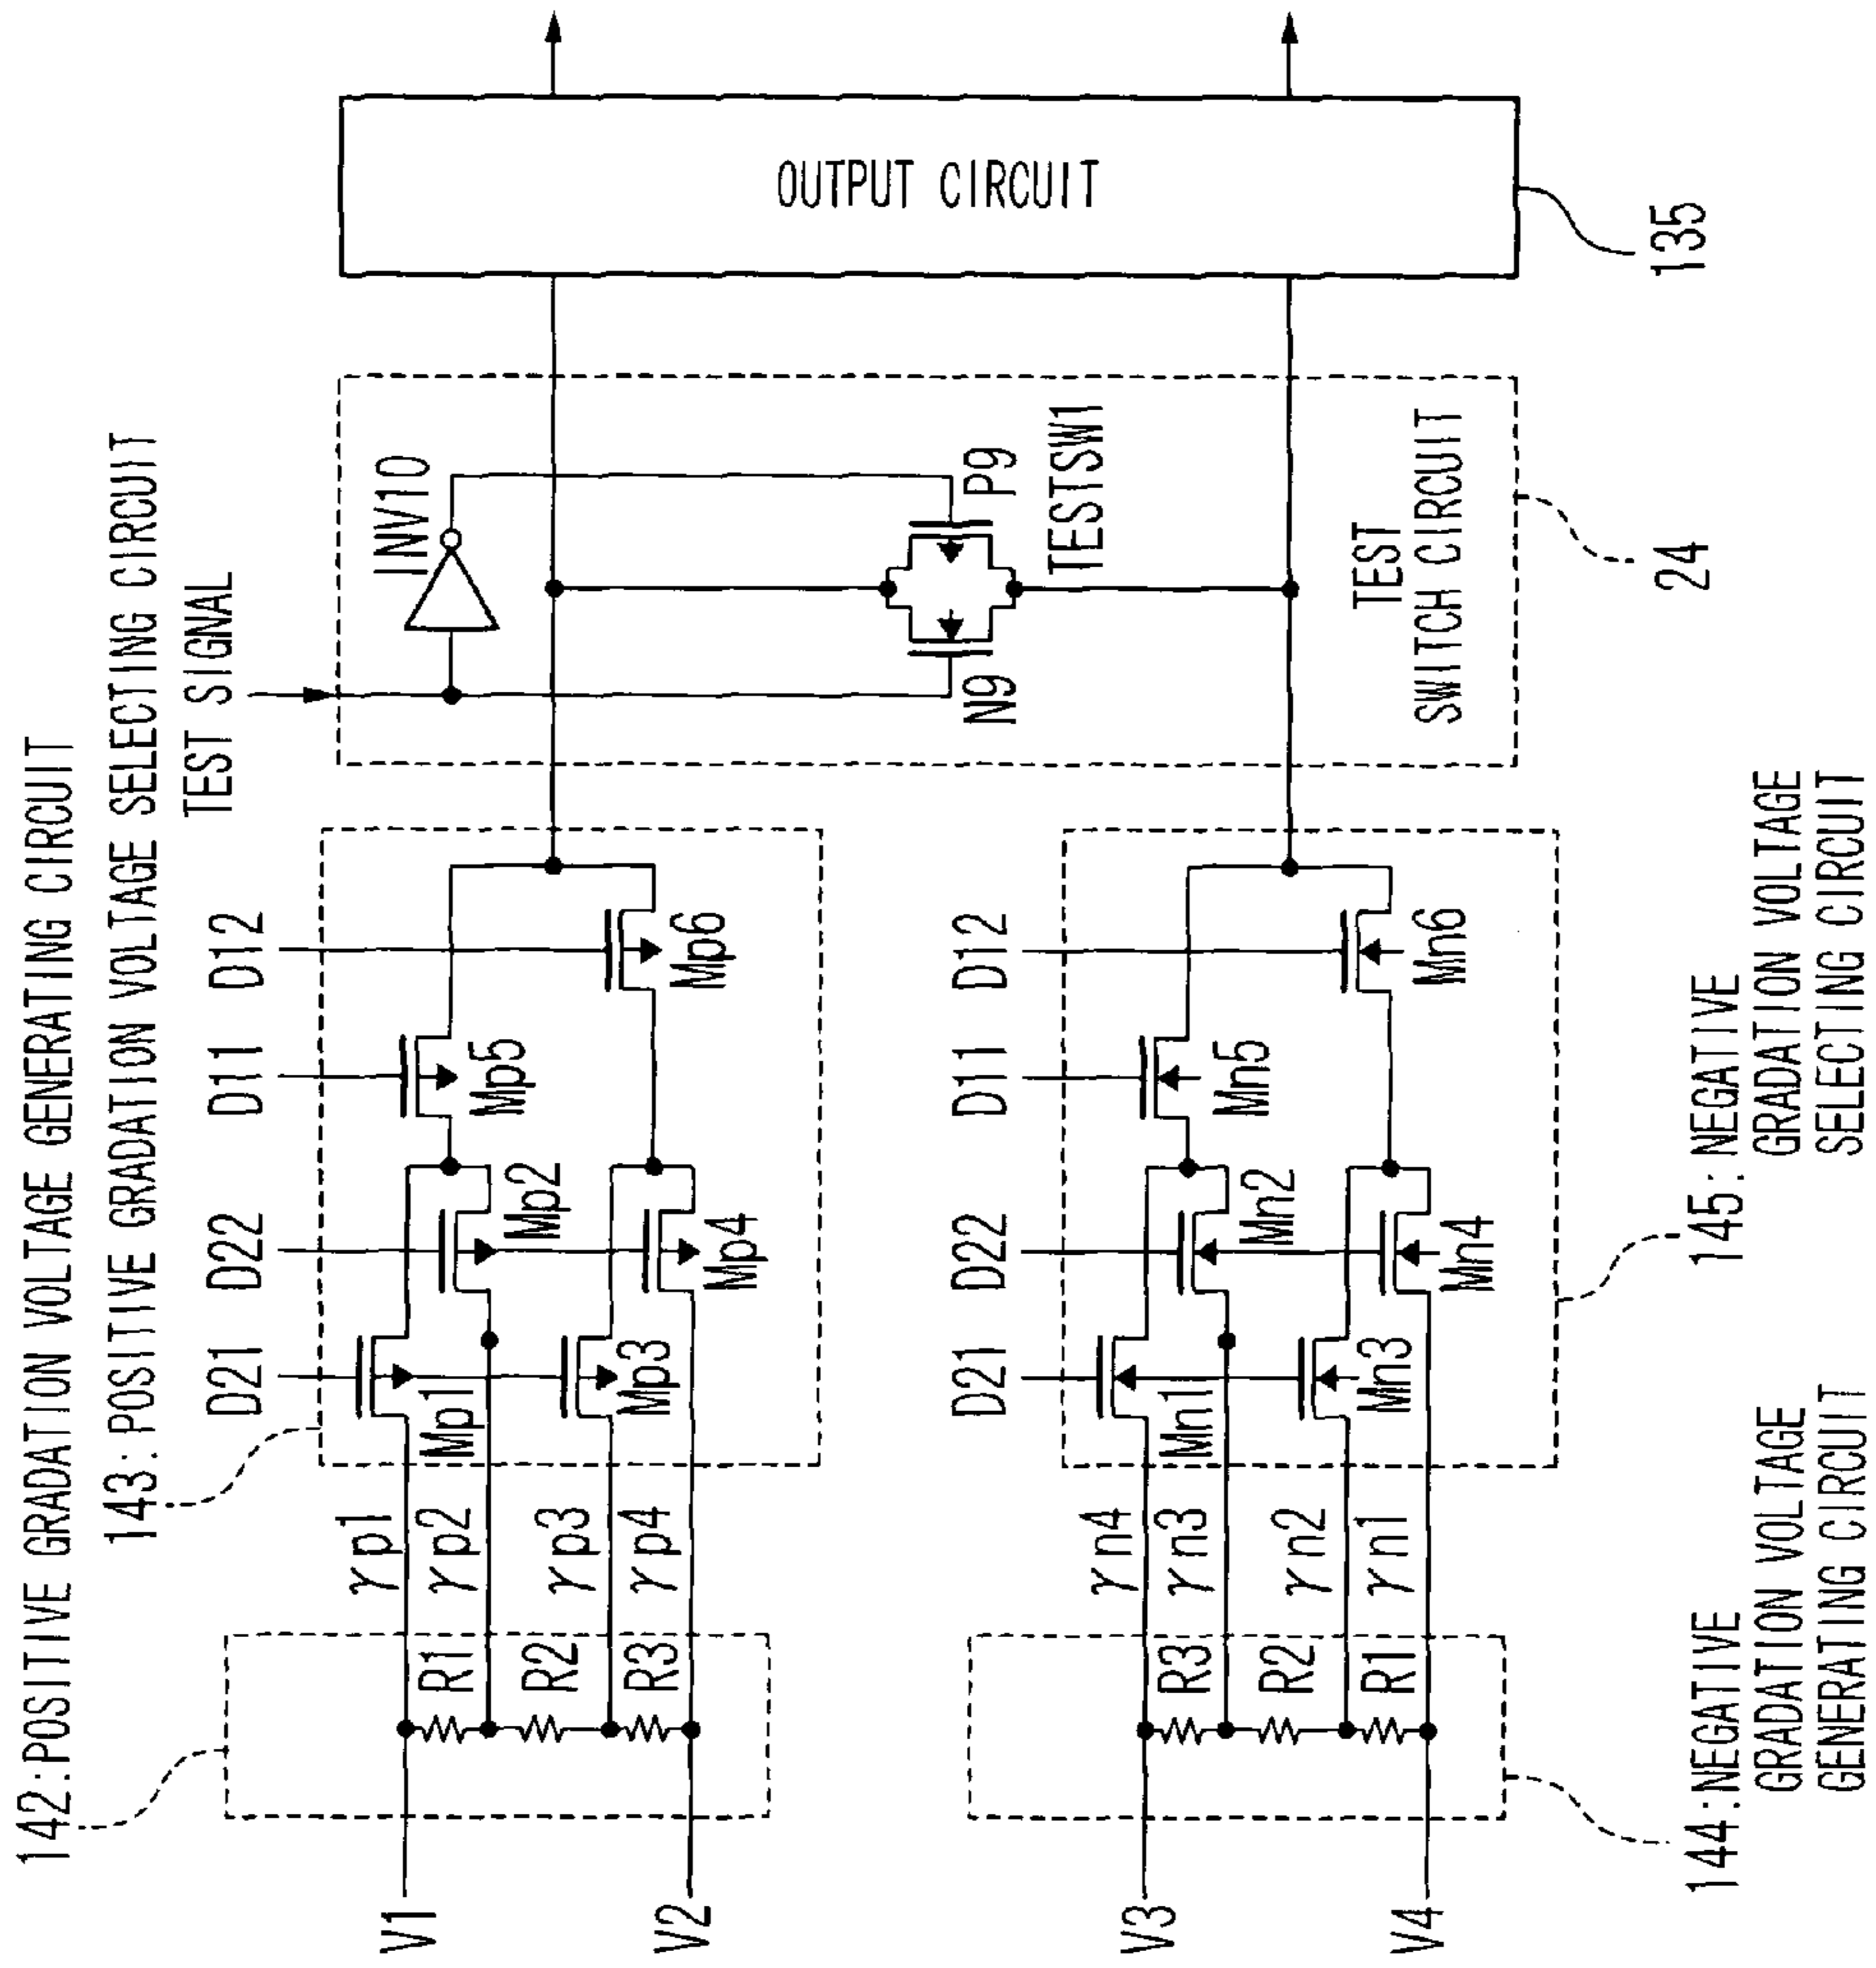 142:POSITIVE GRADATION VOLTAGE GENERATING CIRCUIT
143: POSITIVE GRADATION VOLTAGE SELECTING CIRCUIT
TEST SIGNAL
D21
D22
D11
D12
INV10
V1
R1
γp1
γp2
Mp1
Mp2
Mp5
R2
γp3
Mp3
Mp6
V2
R3
γp4
Mp4
N9
P9
TESTSW1
OUTPUT CIRCUIT
D21
D22
D11
D12
V3
R3
γn4
γn3
Mn1
Mn2
Mn5
R2
γn2
Mn3
Mn6
V4
R1
γn1
Mn4
TEST
SWITCH CIRCUIT
24
135
144:NEGATIVE
GRADATION VOLTAGE
GENERATING CIRCUIT
145: NEGATIVE
GRADATION VOLTAGE
SELECTING CIRCUIT